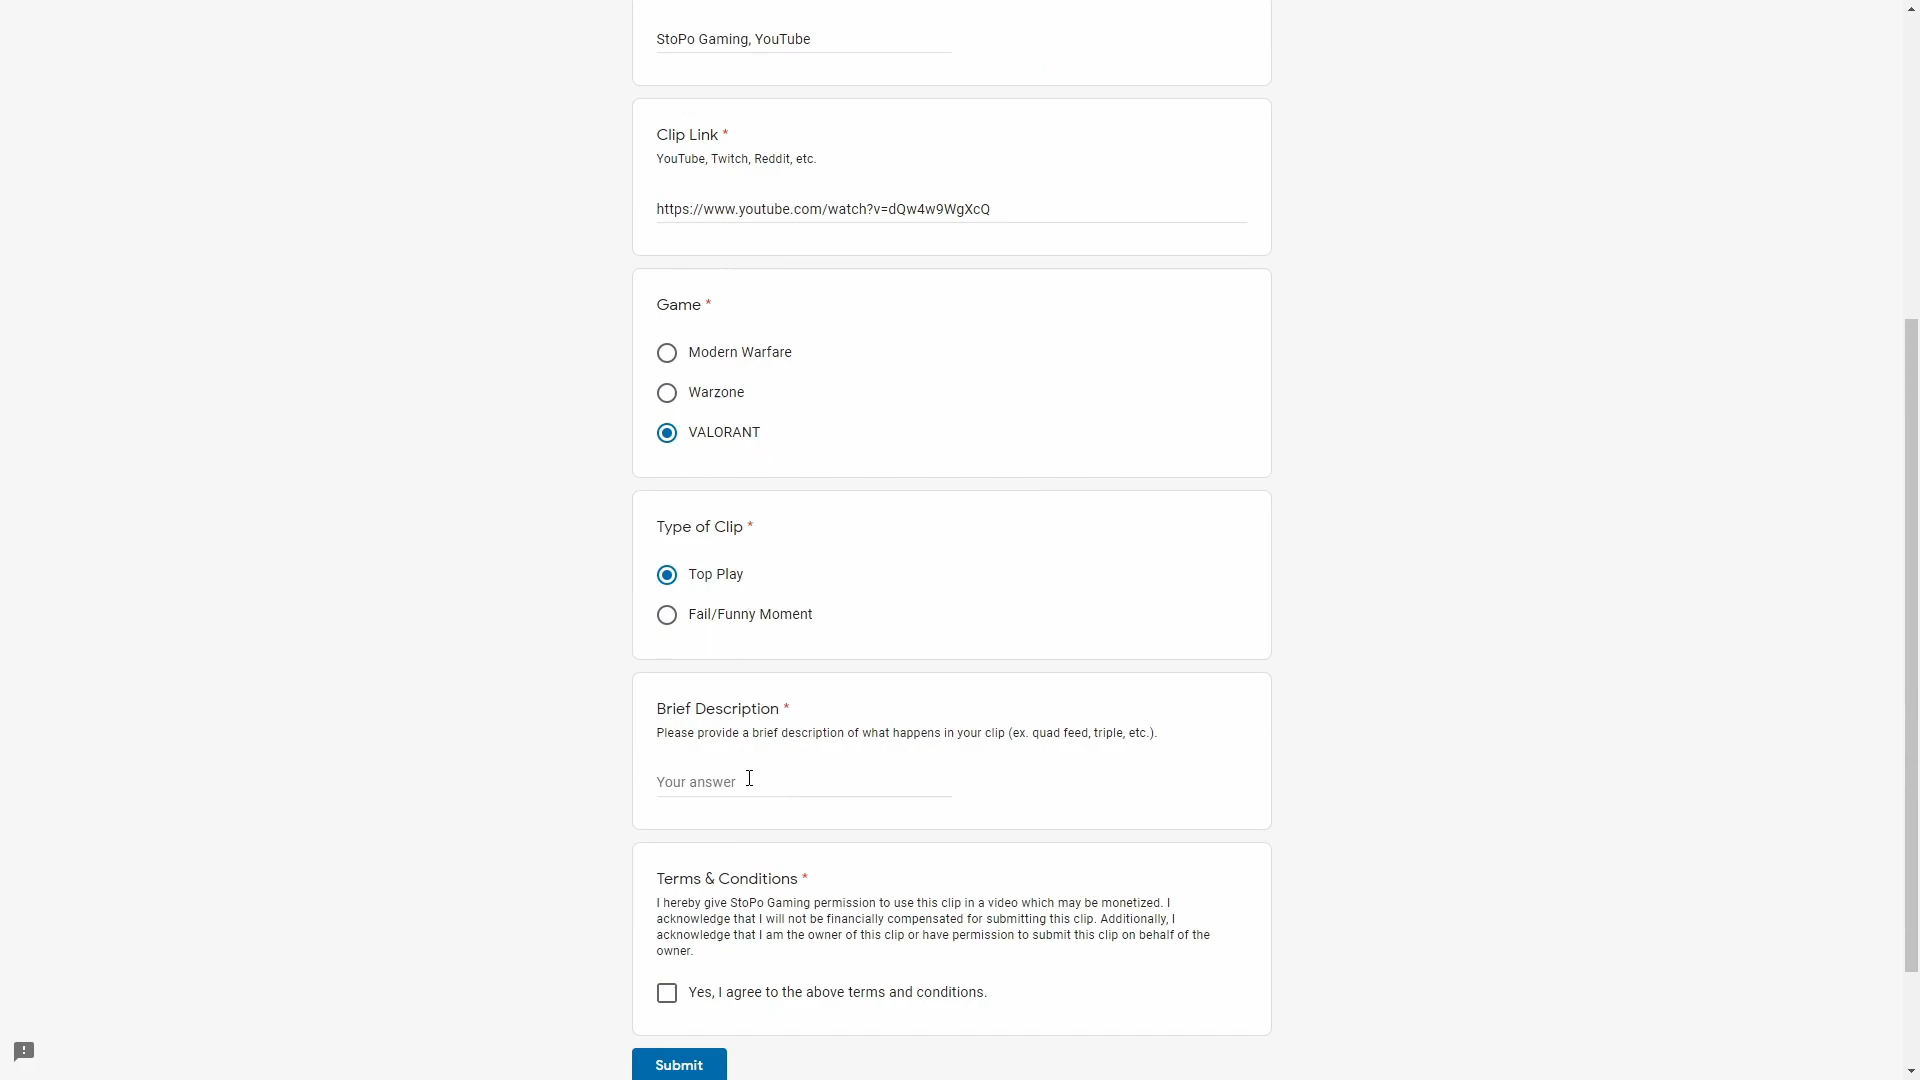 StoPo Gaming, YouTube
Clip Link *
YouTube, Twitch, Reddit, etc.
https://www.youtube.com/watch?v=dQw4w9WgXcQ
Game *
Modern Warfare
Warzone
VALORANT
Type of Clip *
Top Play
Fail/Funny Moment
Brief Description *
Please provide a brief description of what happens in your clip (ex. quad feed, triple, etc.).
Your answer
Terms & Conditions *
I hereby give StoPo Gaming permission to use this clip in a video which may be monetized. I
acknowledge that I will not be financially compensated for submitting this clip. Additionally, I
acknowledge that I am the owner of this clip or have permission to submit this clip on behalf of the
owner.
Yes, I agree to the above terms and conditions.
Submit